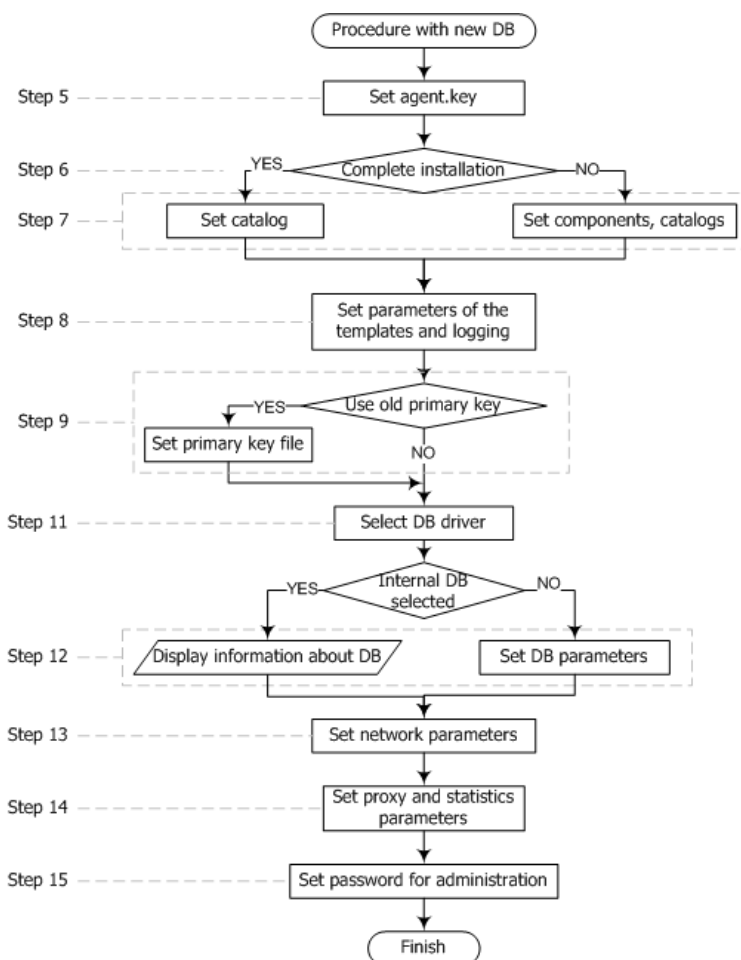 Procedure with new DB
Step 5
Set agent.key
Step 6
YES
Complete installation
NO
Step 7
Set catalog
Set components, catalogs
Step 8
Set parameters of the
templates and logging
Step 9
YES
Use old primary key
Set primary key file
NO
Step 11
Select DB driver
YES
Internal DB
selected
NO
Step 12
Display information about DB
Set DB parameters
Step 13
Set network parameters
Step 14
Set proxy and statistics
parameters
Step 15
Set password for administration
Finish